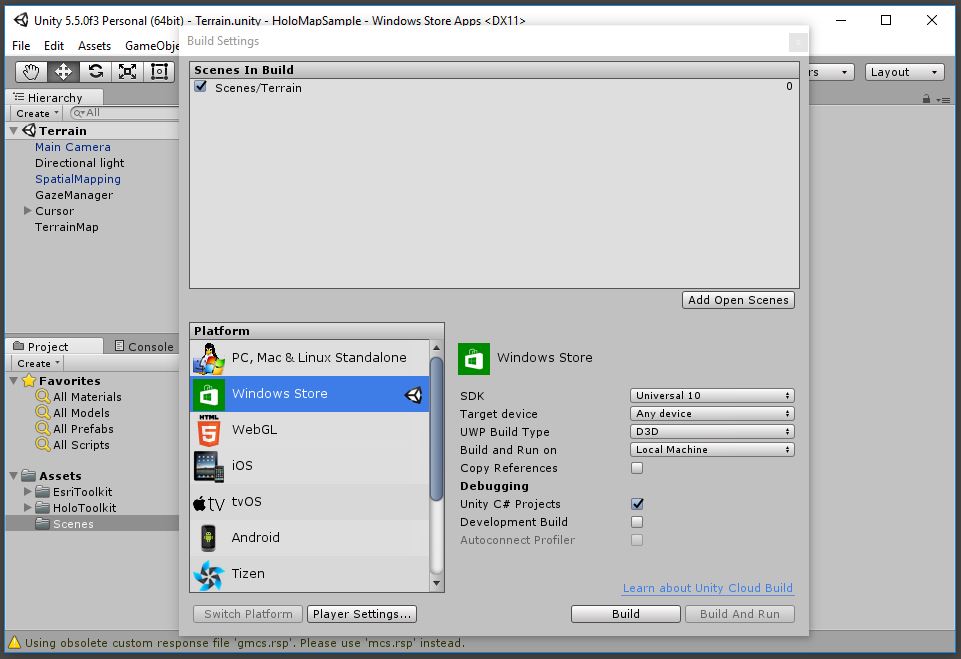 Unity 5.5.0f3 Personal (64bit) - Terrain.unity - HoloMapSample - Windows Store Apps <DX11>
File Edit Assets GameObje
Build Settings
rs Layout
Hierarchy
Create All
Terrain
Main Camera
Directional light
SpatialMapping
GazeManager
Cursor
TerrainMap
Scenes In Build
Scenes/Terrain 0
Add Open Scenes
Project Console
Create
Favorites
All Materials
All Models
All Prefabs
All Scripts
Assets
EsriToolkit
HoloToolkit
Scenes
Platform
PC, Mac & Linux Standalone
Windows Store
HTML
5
WebGL
iOS
tv
tvOS
Android
Tizen
Switch Platform Player Settings...
Windows Store
SDK Universal 10
Target device Any device
UWP Build Type D3D
Build and Run on Local Machine
Copy References
Debugging
Unity C# Projects
Development Build
Autoconnect Profiler
Learn about Unity Cloud Build
Build Build And Run
Using obsolete custom response file 'gmcs.rsp'. Please use 'mcs.rsp' instead.